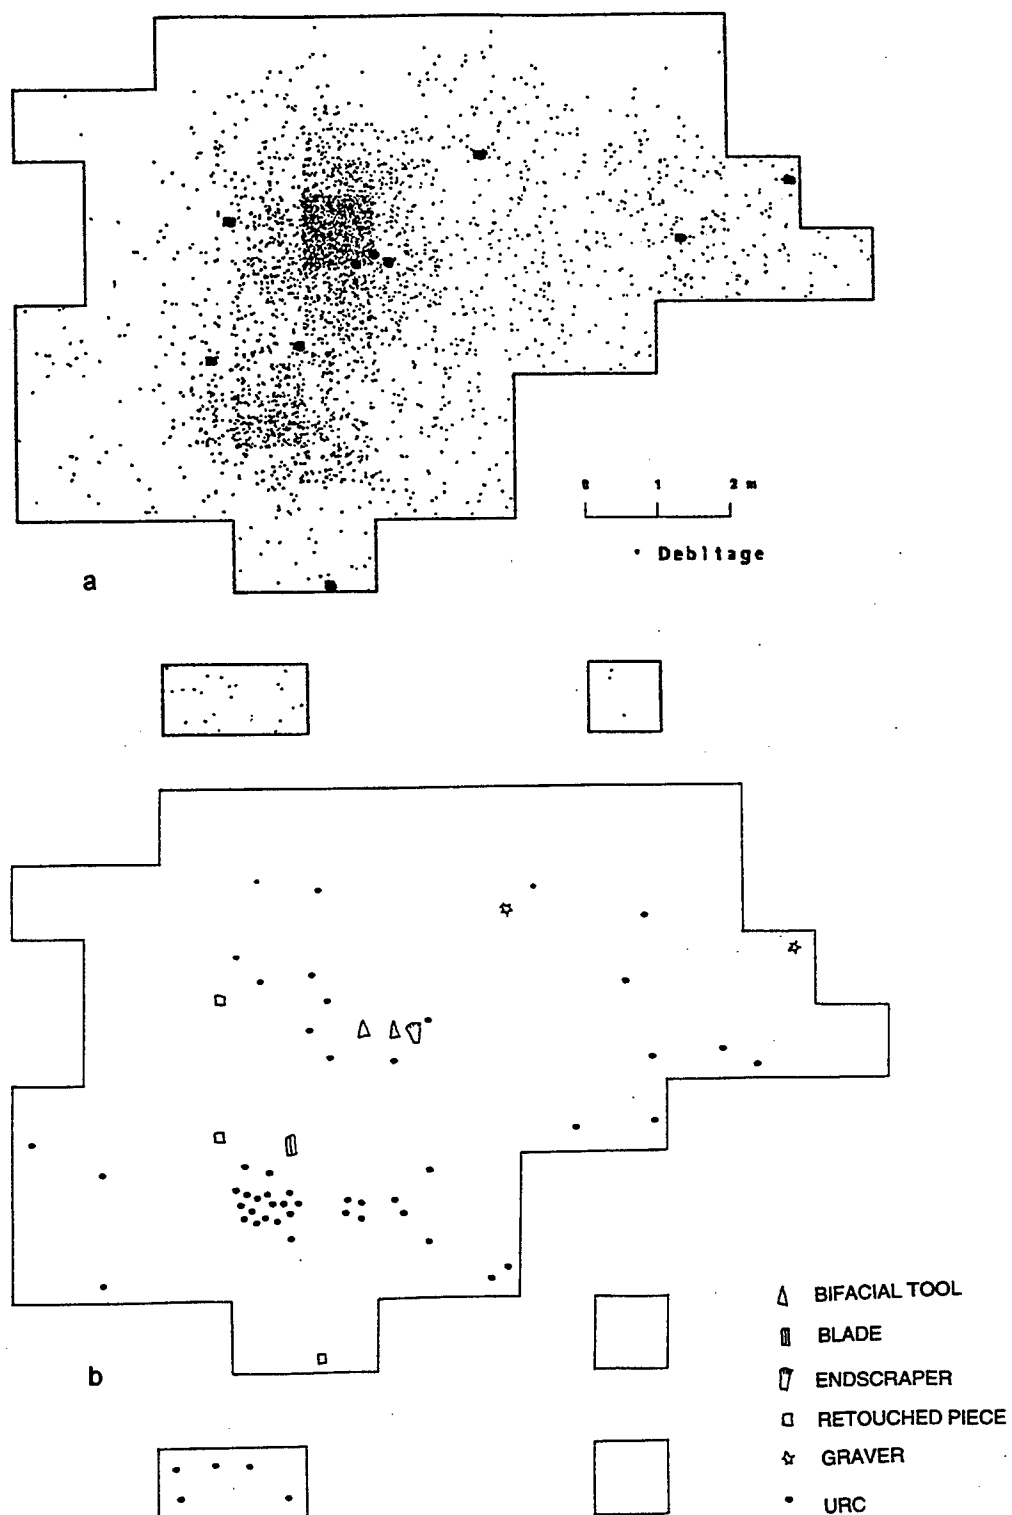 0 1 2 m
Debitage
a
b
BIFACIAL TOOL
BLADE
ENDSCRAPER
RETOUCHED PIECE
GRAVER
URC